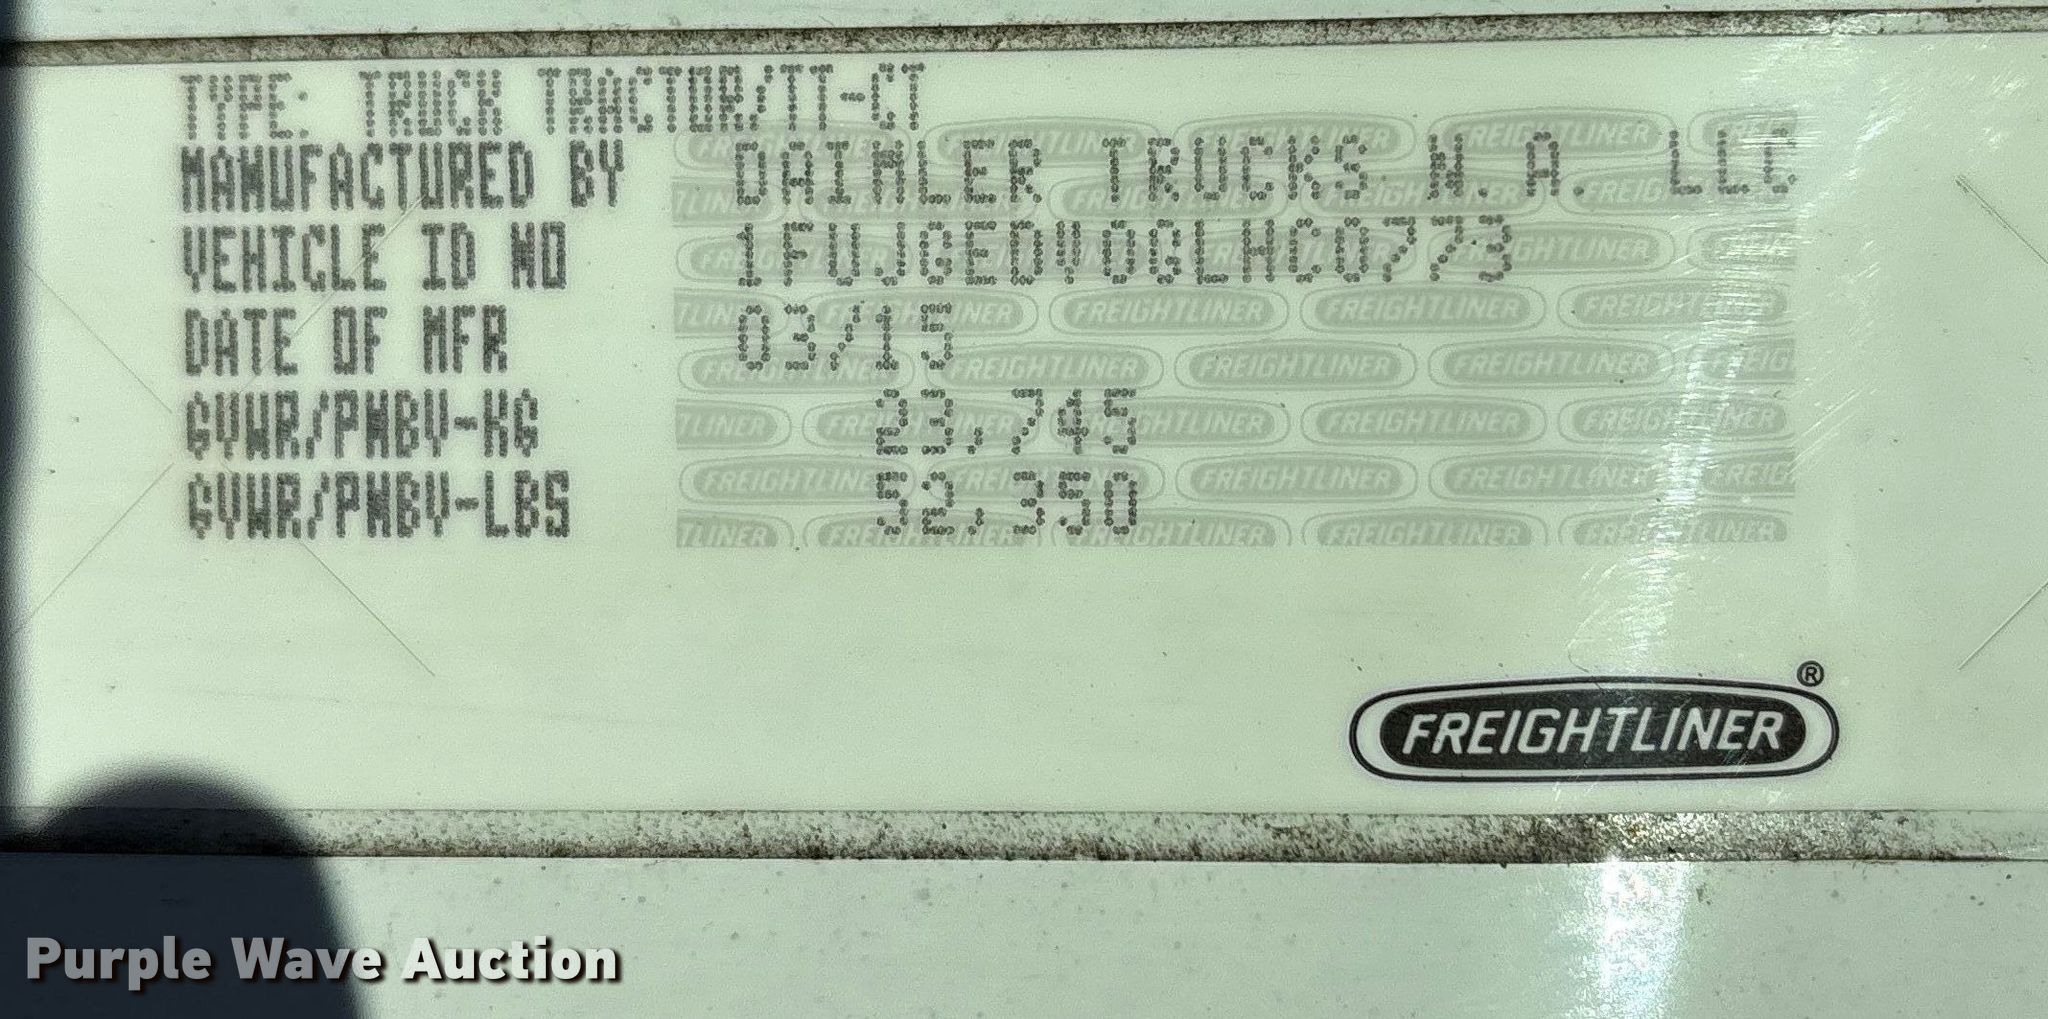 TYPE: TRUCK TRACTOR/TT-CT
MANUFACTURED BY DAIMLER TRUCKS N.A. LLC
VEHICLE ID NO 1FUJGEDV0GLHC0773
DATE OF MFR 03/15
GVWR/PNBV-KG 23,745
GVWR/PNBV-LBS 52,350
FREIGHTLINER®
Purple Wave Auction